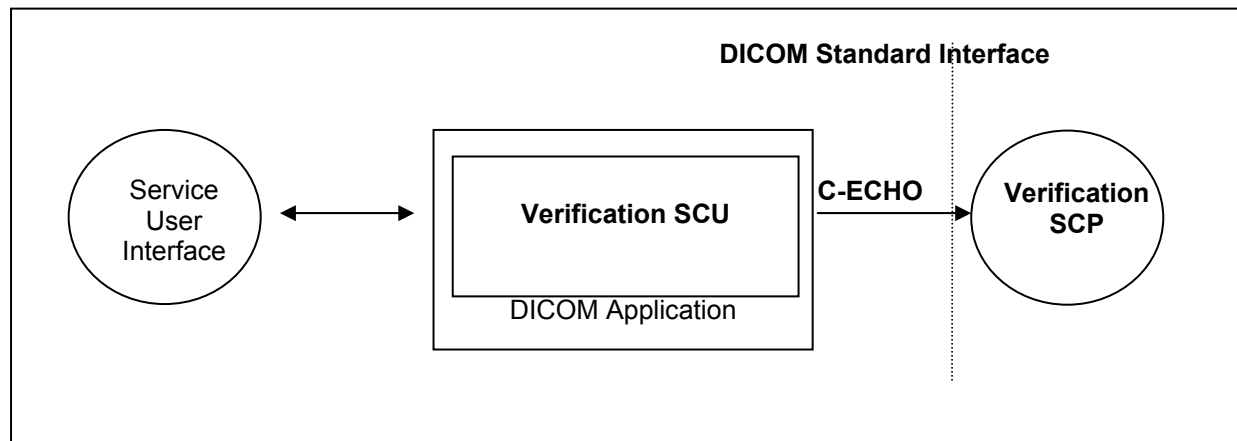 DICOM Standard Interface
Service
User
Interface
Verification SCU
DICOM Application
C-ECHO
Verification
SCP